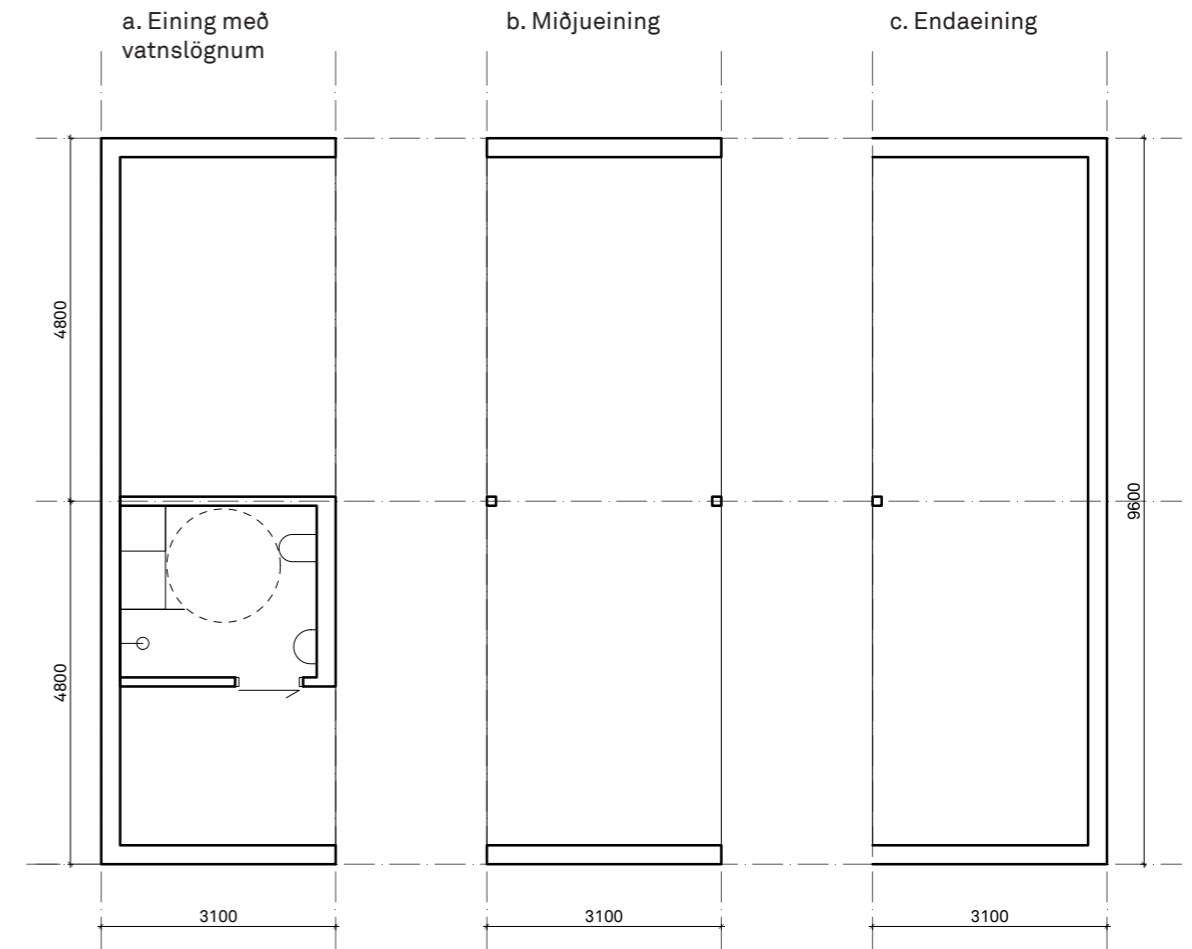 a. Eining með
vatnslögnum
b. Miðjueining
c. Endaeining
4800
4800
9600
3100
3100
3100